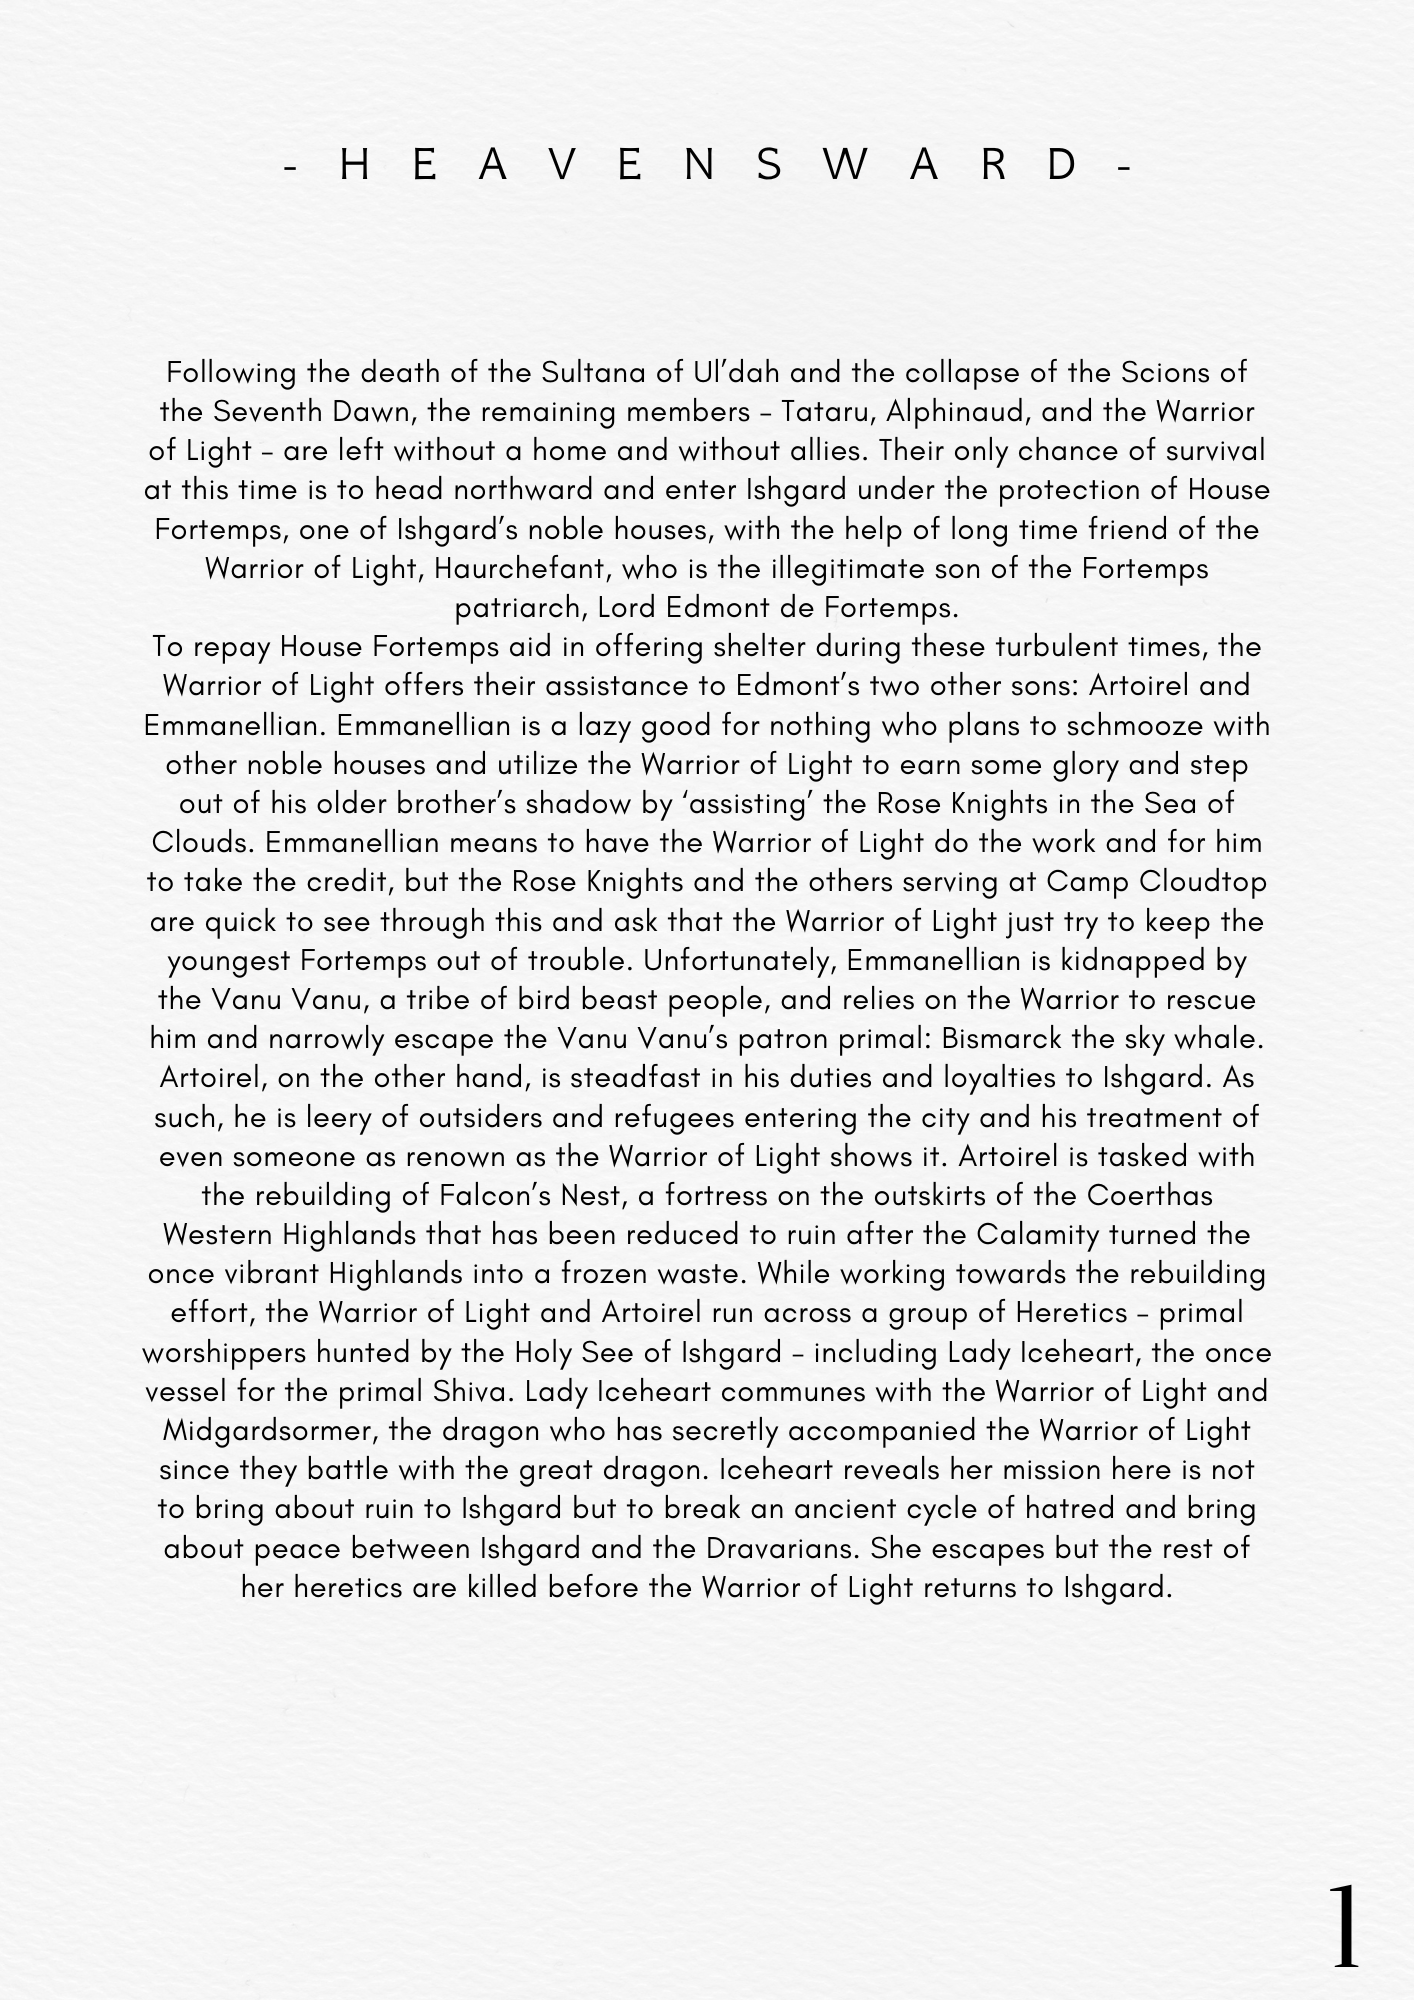 - H E A V E N S W A R D -
Following the death of the Sultana of Ul’dah and the collapse of the Scions of
the Seventh Dawn, the remaining members – Tataru, Alphinaud, and the Warrior
of Light – are left without a home and without allies. Their only chance of survival
at this time is to head northward and enter Ishgard under the protection of House
Fortemps, one of Ishgard’s noble houses, with the help of long time friend of the
Warrior of Light, Haurchefant, who is the illegitimate son of the Fortemps
patriarch, Lord Edmont de Fortemps.
To repay House Fortemps aid in offering shelter during these turbulent times, the
Warrior of Light offers their assistance to Edmont’s two other sons: Artoirel and
Emmanellian. Emmanellian is a lazy good for nothing who plans to schmooze with
other noble houses and utilize the Warrior of Light to earn some glory and step
out of his older brother’s shadow by ‘assisting’ the Rose Knights in the Sea of
Clouds. Emmanellian means to have the Warrior of Light do the work and for him
to take the credit, but the Rose Knights and the others serving at Camp Cloudtop
are quick to see through this and ask that the Warrior of Light just try to keep the
youngest Fortemps out of trouble. Unfortunately, Emmanellian is kidnapped by
the Vanu Vanu, a tribe of bird beast people, and relies on the Warrior to rescue
him and narrowly escape the Vanu Vanu’s patron primal: Bismarck the sky whale.
Artoirel, on the other hand, is steadfast in his duties and loyalties to Ishgard. As
such, he is leery of outsiders and refugees entering the city and his treatment of
even someone as renown as the Warrior of Light shows it. Artoirel is tasked with
the rebuilding of Falcon’s Nest, a fortress on the outskirts of the Coerthas
Western Highlands that has been reduced to ruin after the Calamity turned the
once vibrant Highlands into a frozen waste. While working towards the rebuilding
effort, the Warrior of Light and Artoirel run across a group of Heretics – primal
worshippers hunted by the Holy See of Ishgard – including Lady Iceheart, the once
vessel for the primal Shiva. Lady Iceheart communes with the Warrior of Light and
Midgardsormer, the dragon who has secretly accompanied the Warrior of Light
since they battle with the great dragon. Iceheart reveals her mission here is not
to bring about ruin to Ishgard but to break an ancient cycle of hatred and bring
about peace between Ishgard and the Dravarians. She escapes but the rest of
her heretics are killed before the Warrior of Light returns to Ishgard.
1